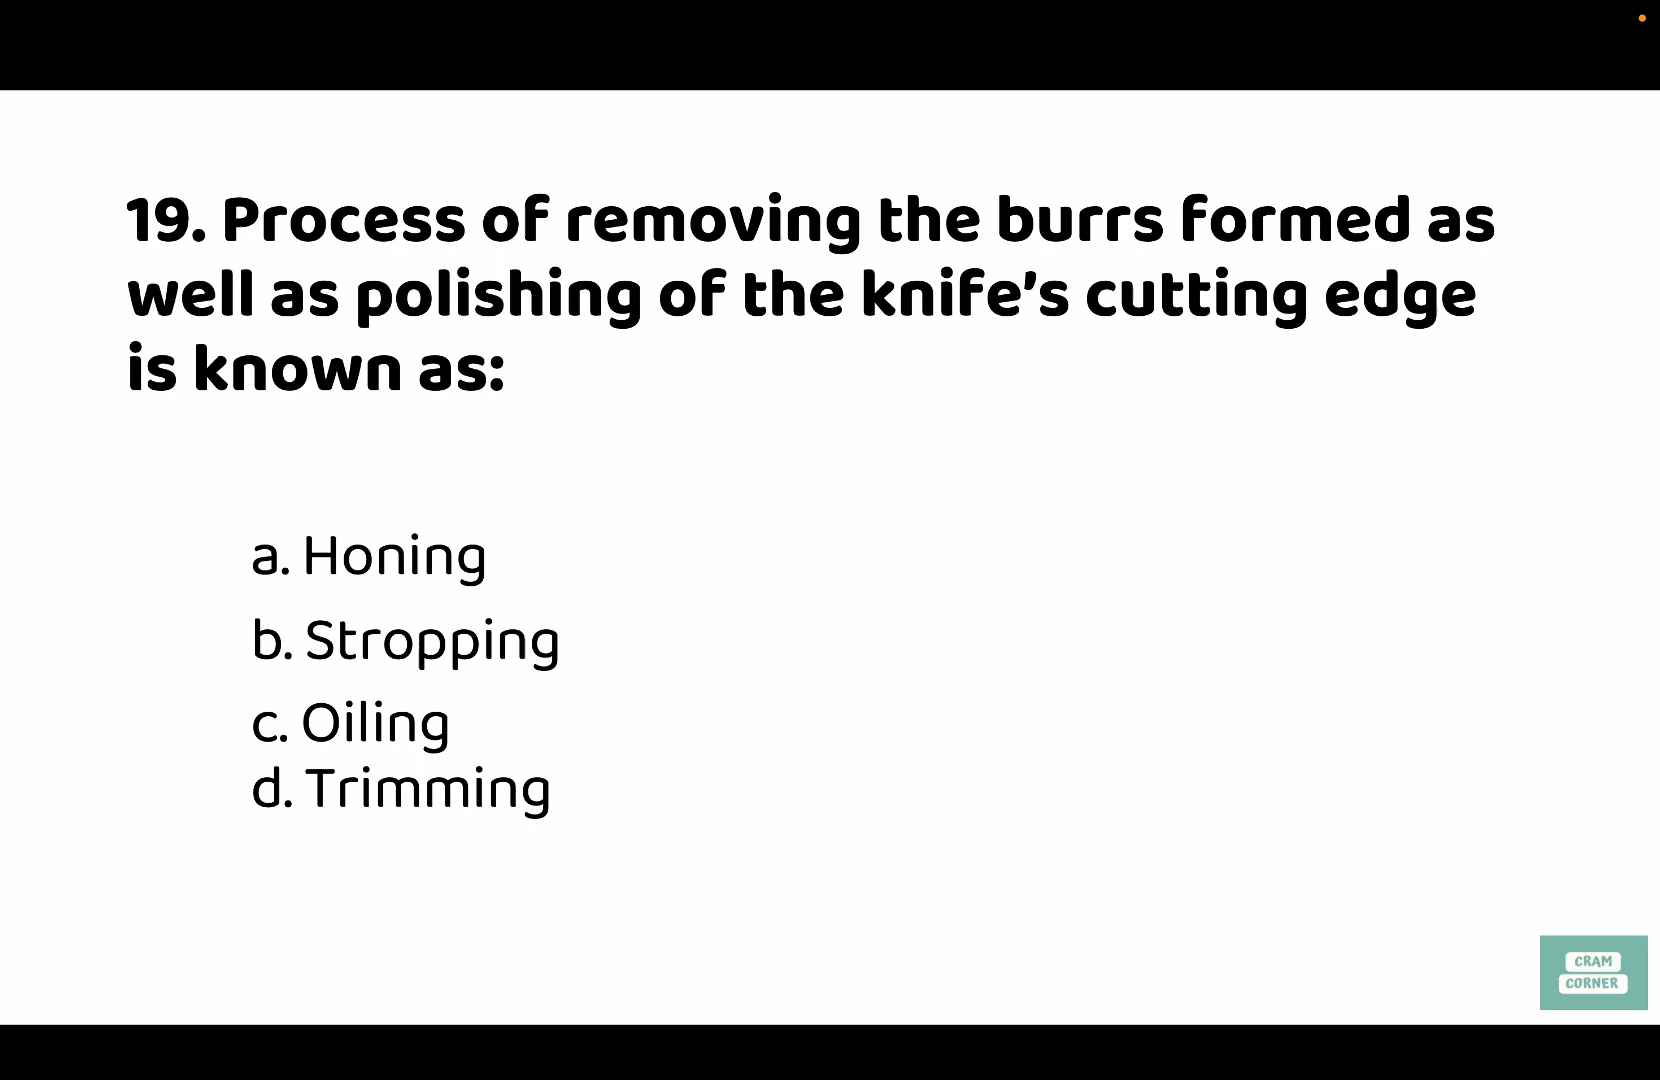 19. Process of removing the burrs formed as
well as polishing of the knife’s cutting edge
is known as:
a. Honing
b. Stropping
c. Oiling
d. Trimming
CRAM
CORNER